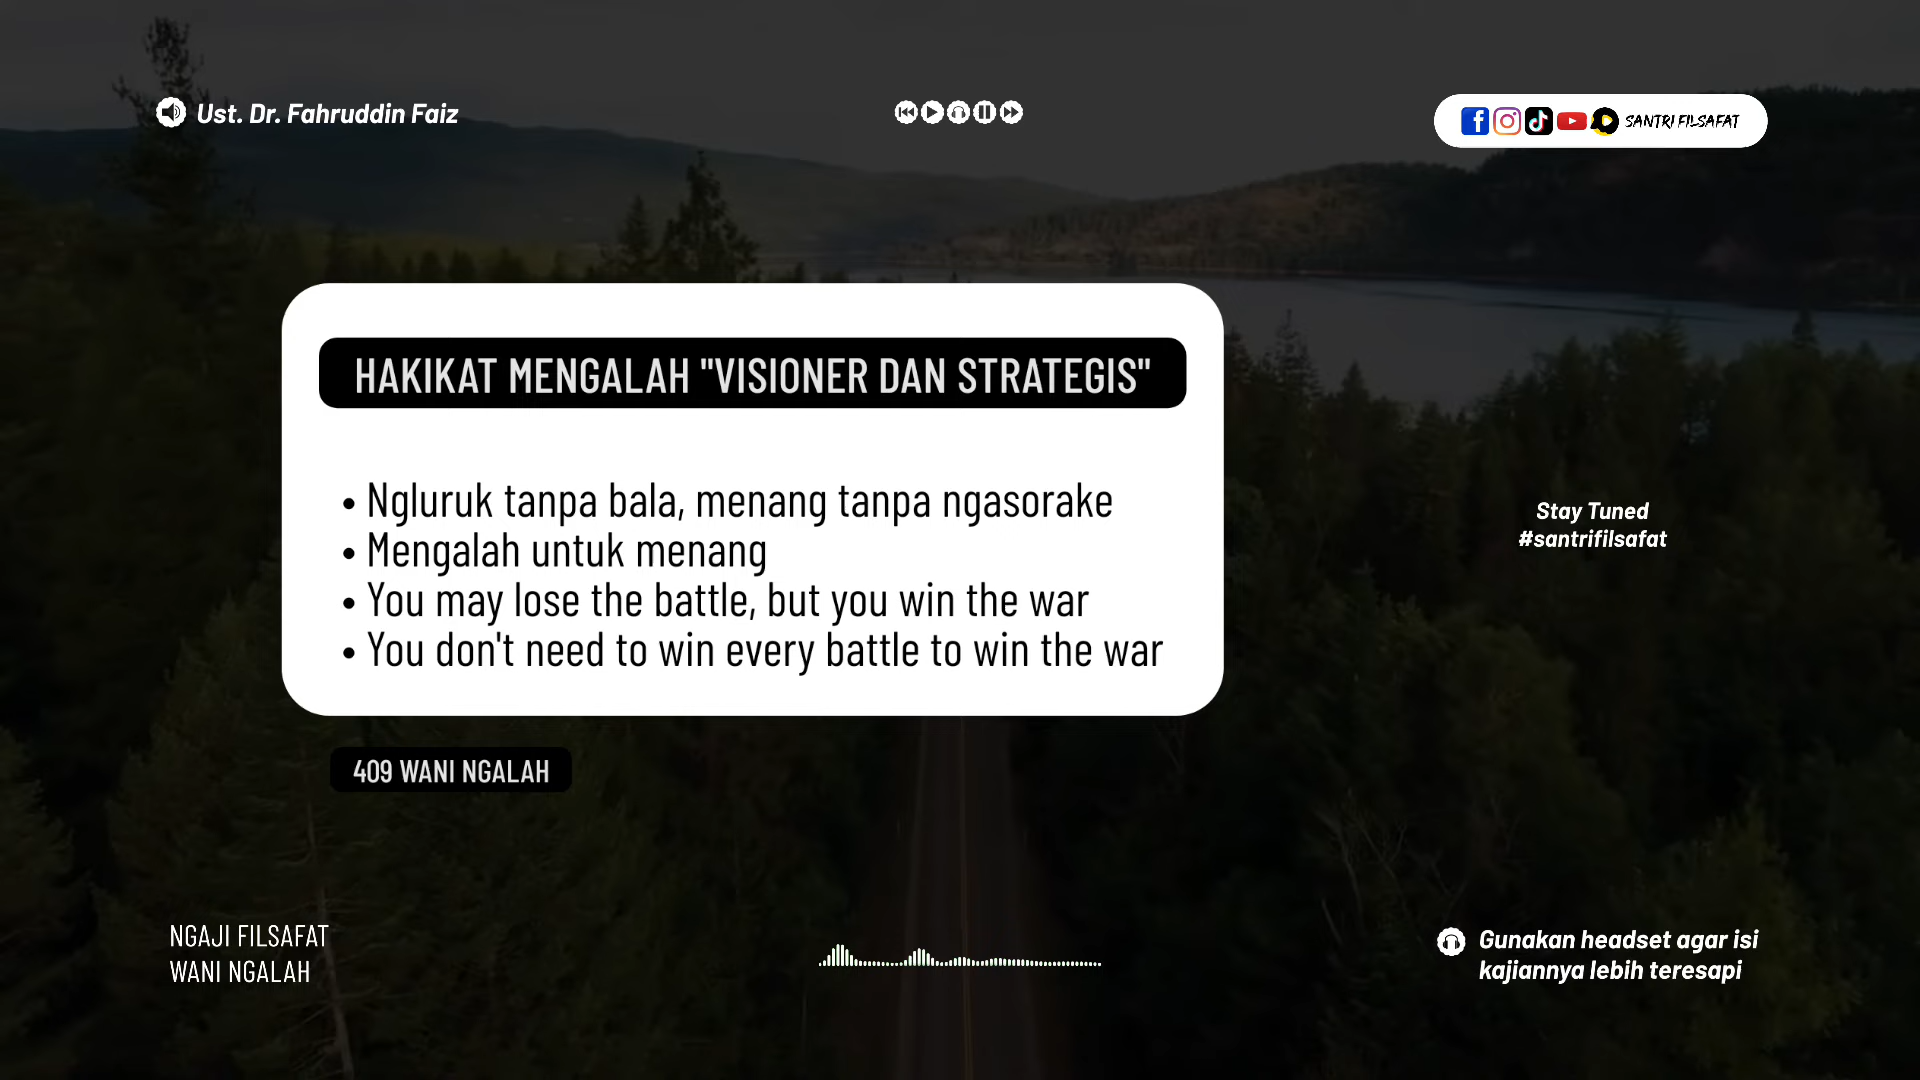 Ust. Dr. Fahruddin Faiz
SANTRI FILSAFAT
HAKIKAT MENGALAH "VISIONER DAN STRATEGIS"
• Ngluruk tanpa bala, menang tanpa ngasorake
• Mengalah untuk menang
• You may lose the battle, but you win the war
• You don't need to win every battle to win the war
Stay Tuned
#santrifilsafat
409 WANI NGALAH
NGAJI FILSAFAT
WANI NGALAH
Gunakan headset agar isi
kajiannya lebih teresapi